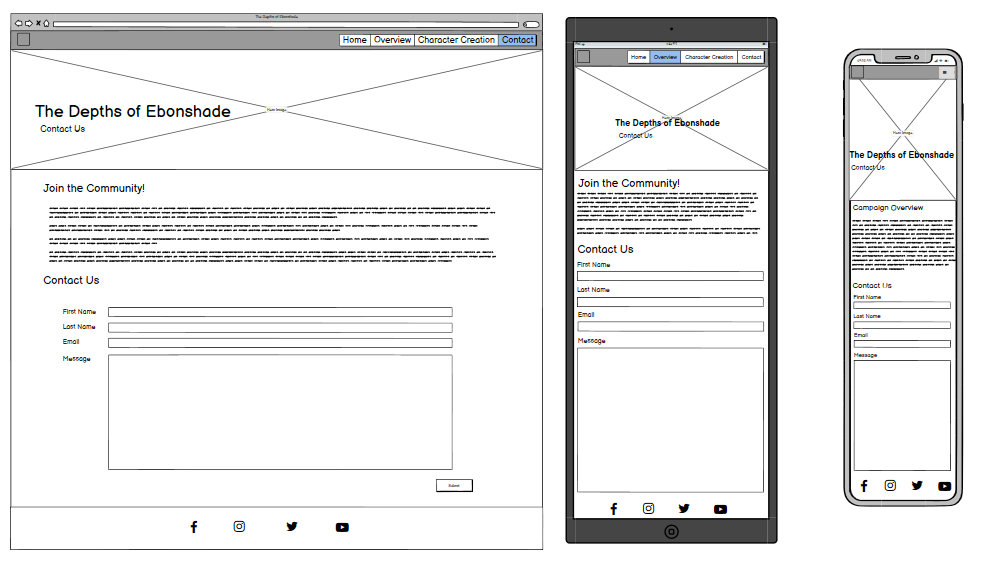 The Depths of Ebonshade
Home Overview Character Creation Contact
Hero Image
The Depths of Ebonshade
Contact Us
Join the Community!
Contact Us
First Name
Last Name
Email
Message
Submit
Home Overview Character Creation Contact
Hero Image
The Depths of Ebonshade
Contact Us
Join the Community!
Contact Us
First Name
Last Name
Email
Message
Hero Image
The Depths of Ebonshade
Contact Us
Campaign Overview
Contact Us
First Name
Last Name
Email
Message